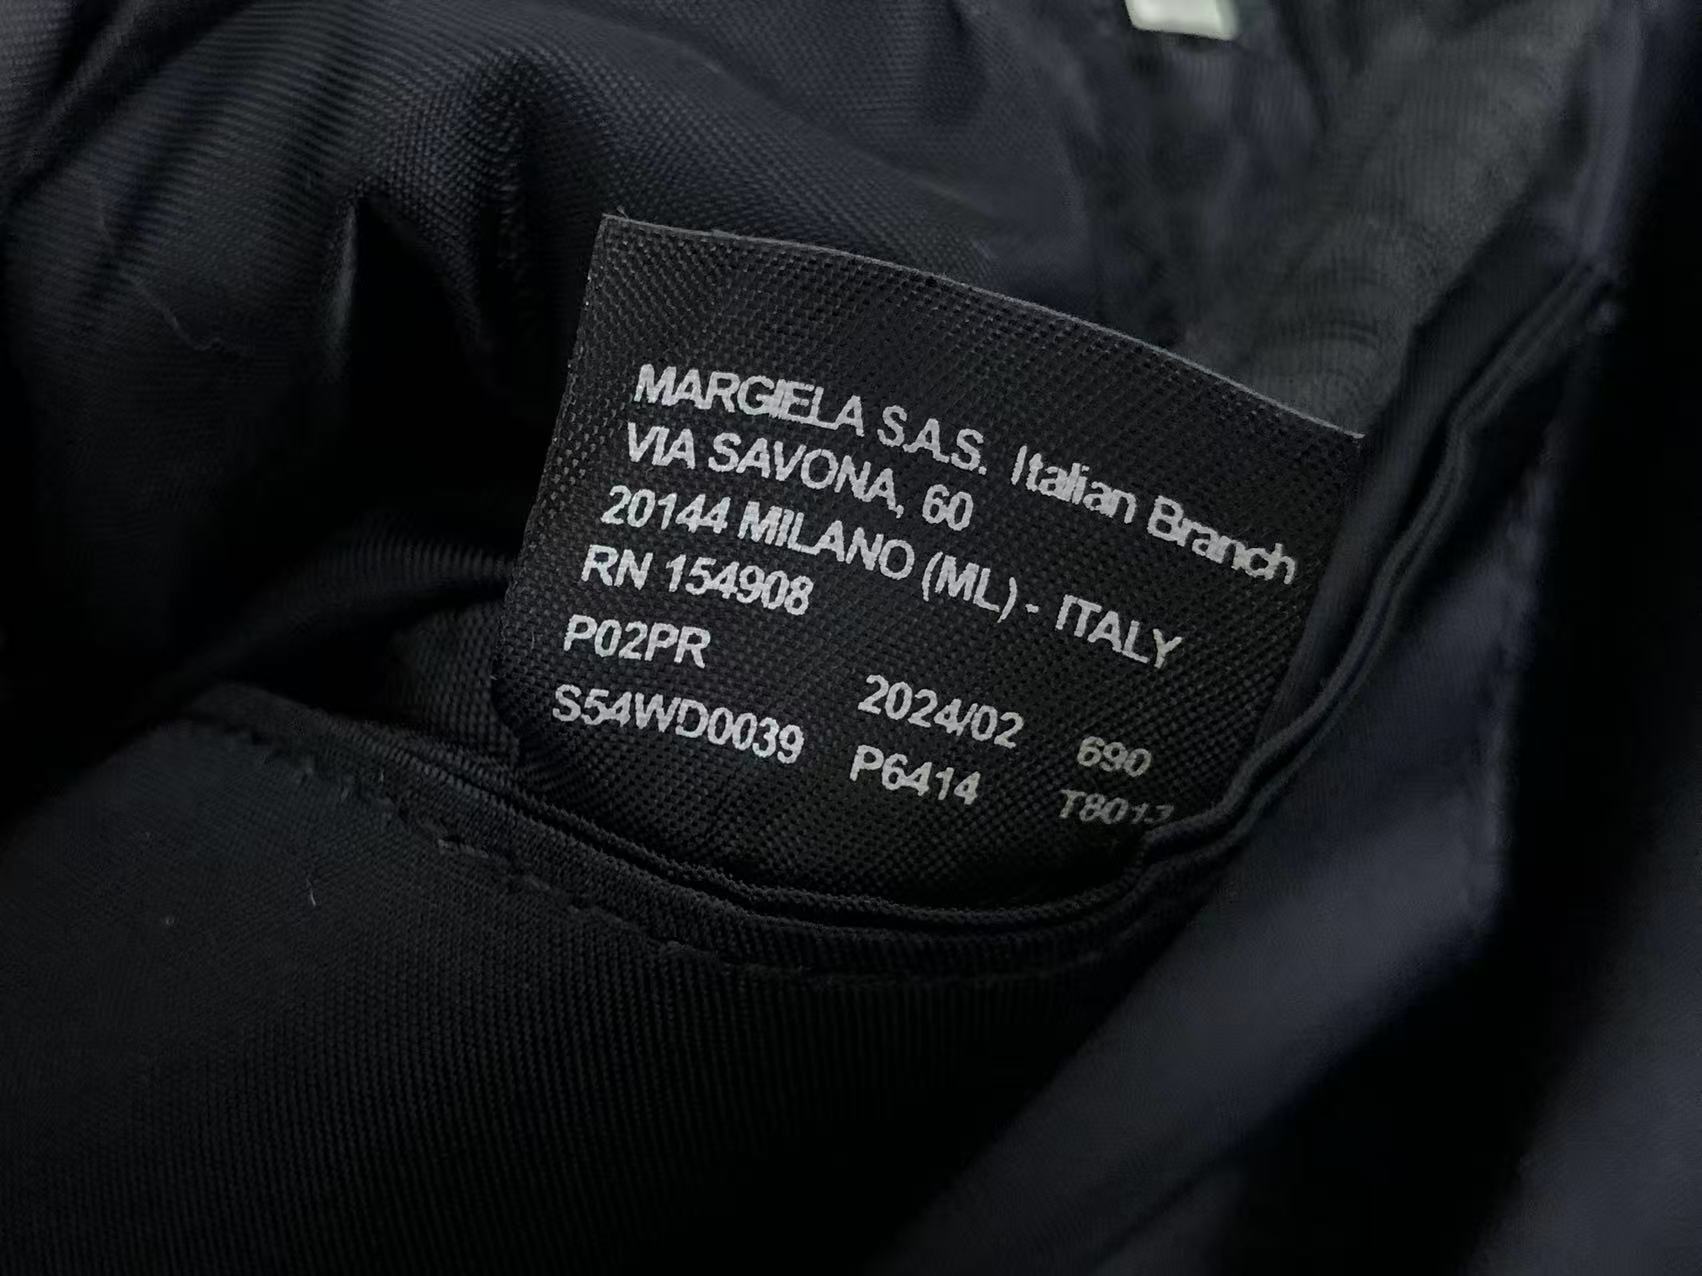 MARGIELA S.A.S. Italian Branch
VIA SAVONA, 60
20144 MILANO (ML) - ITALY
RN 154908
P02PR 2024/02 690
S54WD0039 P6414